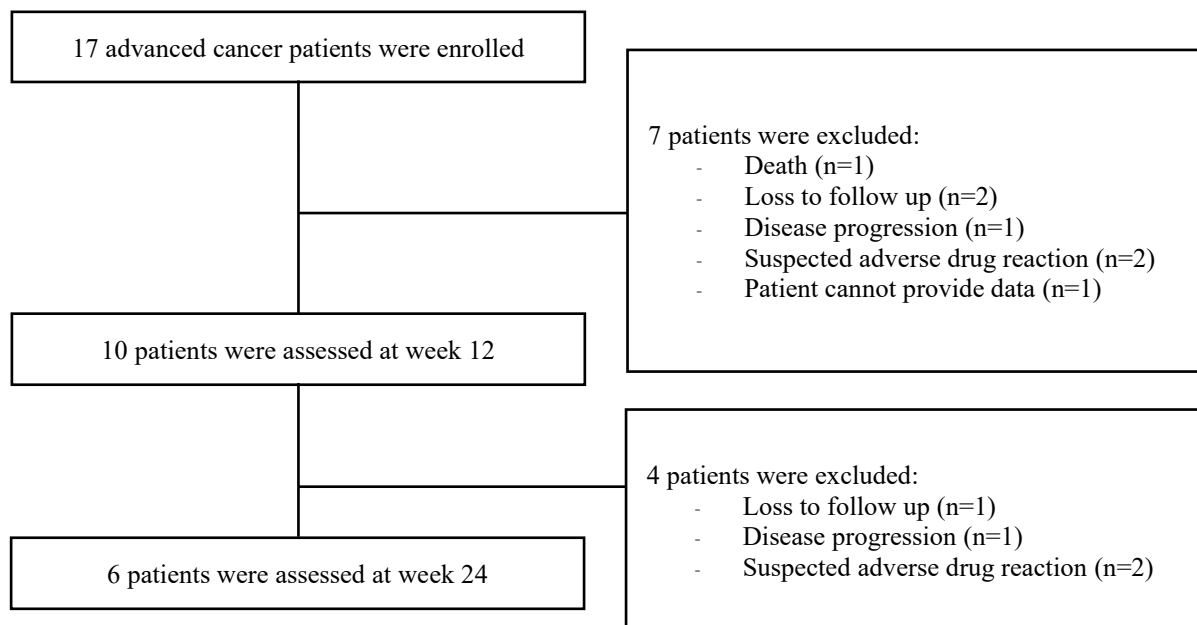 17 advanced cancer patients were enrolled
7 patients were excluded:
- Death (n=1)
- Loss to follow up (n=2)
- Disease progression (n=1)
- Suspected adverse drug reaction (n=2)
- Patient cannot provide data (n=1)
10 patients were assessed at week 12
4 patients were excluded:
- Loss to follow up (n=1)
- Disease progression (n=1)
- Suspected adverse drug reaction (n=2)
6 patients were assessed at week 24